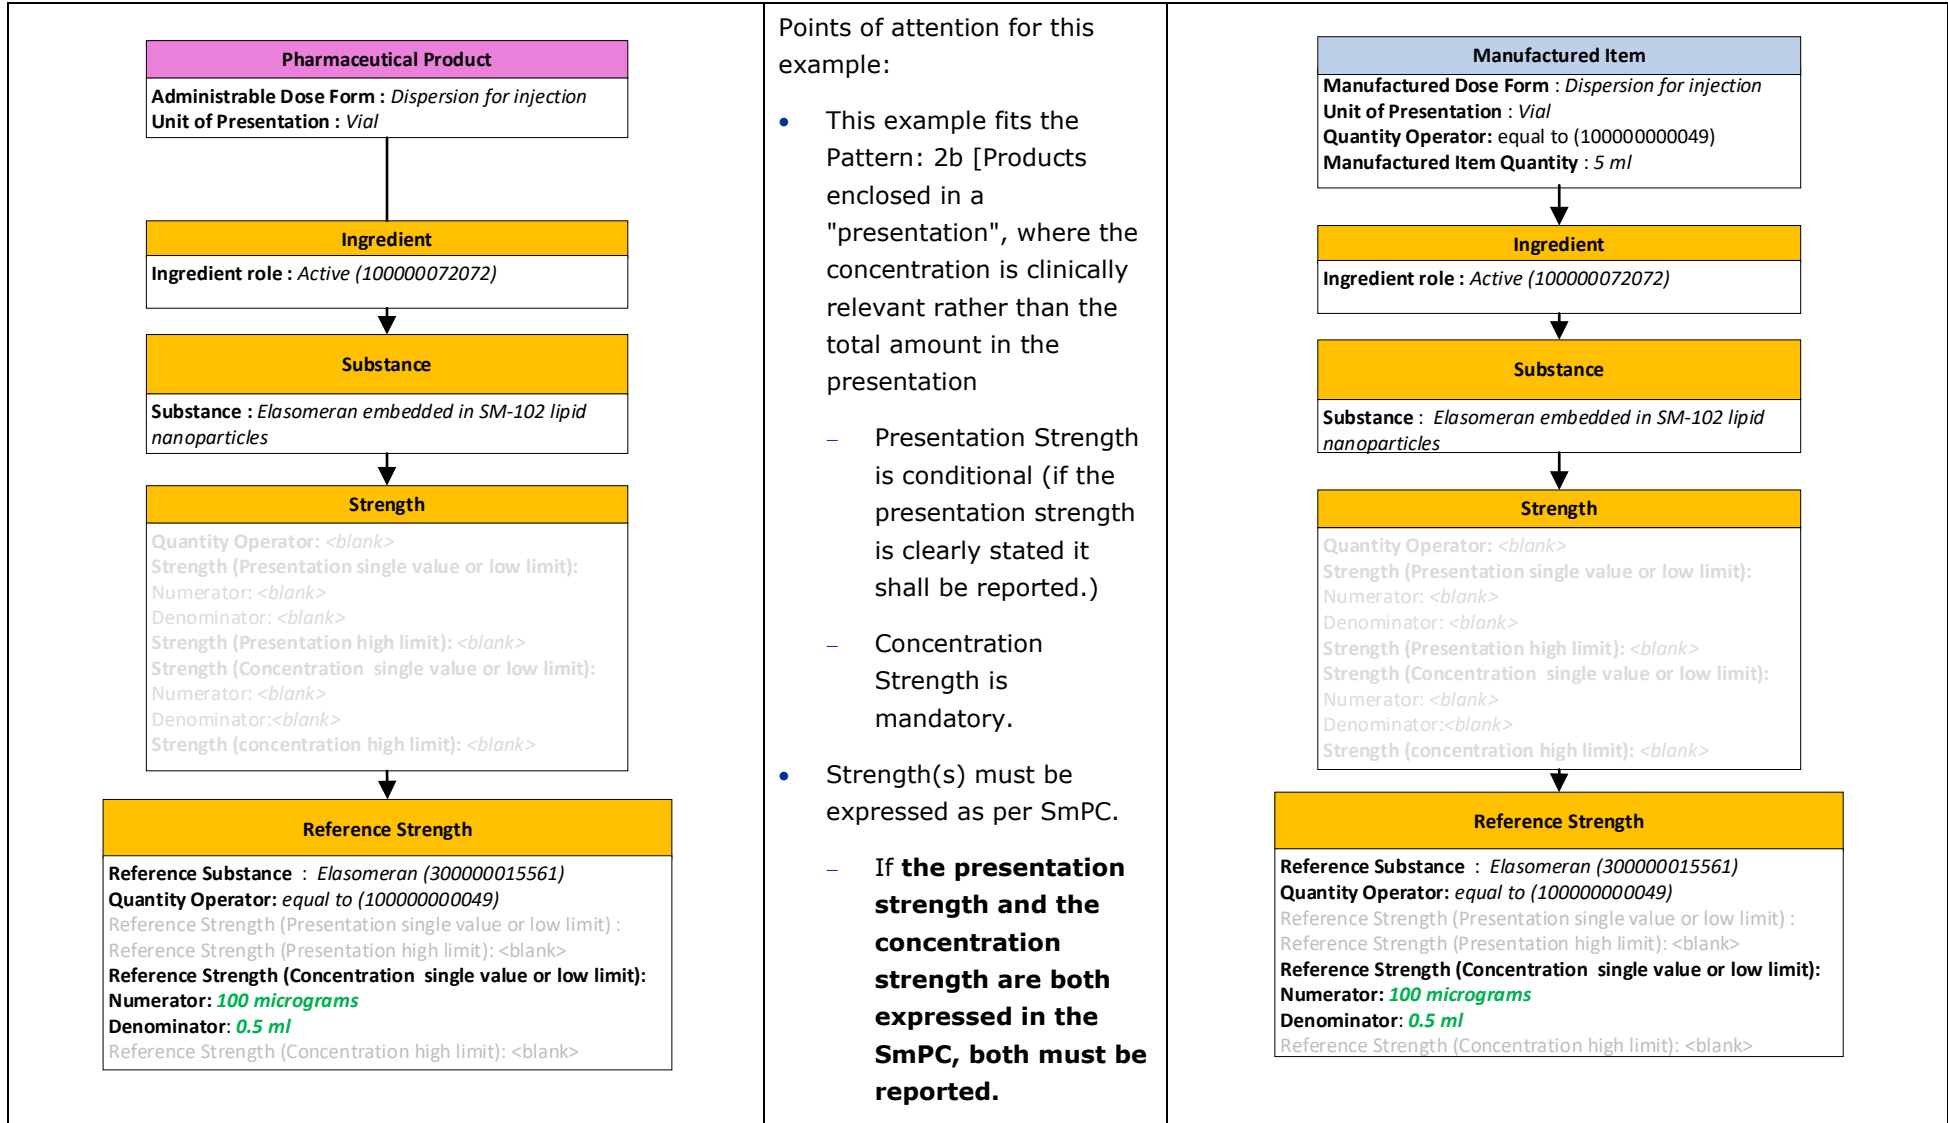 Pharmaceutical Product
Administrable Dose Form : Dispersion for injection
Unit of Presentation : Vial
Ingredient
Ingredient role : Active (100000072072)
Substance
Substance : Elasomeran embedded in SM-102 lipid
nanoparticles
Strength
Quantity Operator: <blank>
Strength (Presentation single value or low limit):
Numerator: <blank>
Denominator: <blank>
Strength (Presentation high limit): <blank>
Strength (Concentration  single value or low limit):
Numerator: <blank>
Denominator:<blank>
Strength (concentration high limit): <blank>
Reference Strength
Reference Substance  :  Elasomeran (300000015561)
Quantity Operator: equal to (100000000049)
Reference Strength (Presentation single value or low limit) :
Reference Strength (Presentation high limit): <blank>
Reference Strength (Concentration  single value or low limit):
Numerator: 100 micrograms
Denominator: 0.5 ml
Reference Strength (Concentration high limit): <blank>
Points of attention for this
example:
• This example fits the
Pattern: 2b [Products
enclosed in a
"presentation", where the
concentration is clinically
relevant rather than the
total amount in the
presentation
− Presentation Strength
is conditional (if the
presentation strength
is clearly stated it
shall be reported.)
− Concentration
Strength is
mandatory.
• Strength(s) must be
expressed as per SmPC.
− If the presentation
strength and the
concentration
strength are both
expressed in the
SmPC, both must be
reported.
Manufactured Item
Manufactured Dose Form : Dispersion for injection
Unit of Presentation : Vial
Quantity Operator: equal to (100000000049)
Manufactured Item Quantity : 5 ml
Ingredient
Ingredient role : Active (100000072072)
Substance
Substance :  Elasomeran embedded in SM-102 lipid
nanoparticles
Strength
Quantity Operator: <blank>
Strength (Presentation single value or low limit):
Numerator: <blank>
Denominator: <blank>
Strength (Presentation high limit): <blank>
Strength (Concentration  single value or low limit):
Numerator: <blank>
Denominator:<blank>
Strength (concentration high limit): <blank>
Reference Strength
Reference Substance  :  Elasomeran (300000015561)
Quantity Operator: equal to (100000000049)
Reference Strength (Presentation single value or low limit) :
Reference Strength (Presentation high limit): <blank>
Reference Strength (Concentration  single value or low limit):
Numerator: 100 micrograms
Denominator: 0.5 ml
Reference Strength (Concentration high limit): <blank>